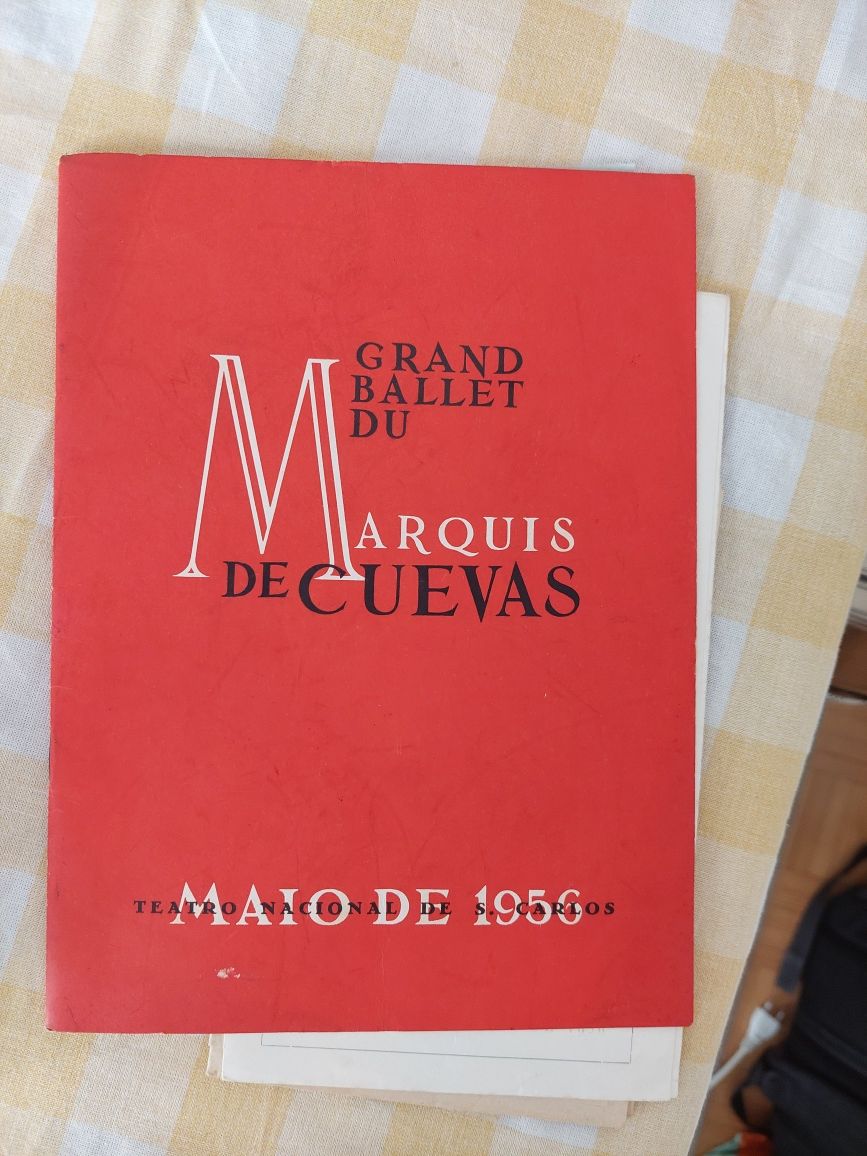 GRAND
BALLET
DU
MARQUIS
DE CUEVAS
MAIO DE 1956
TEATRO NACIONAL DE S. CARLOS